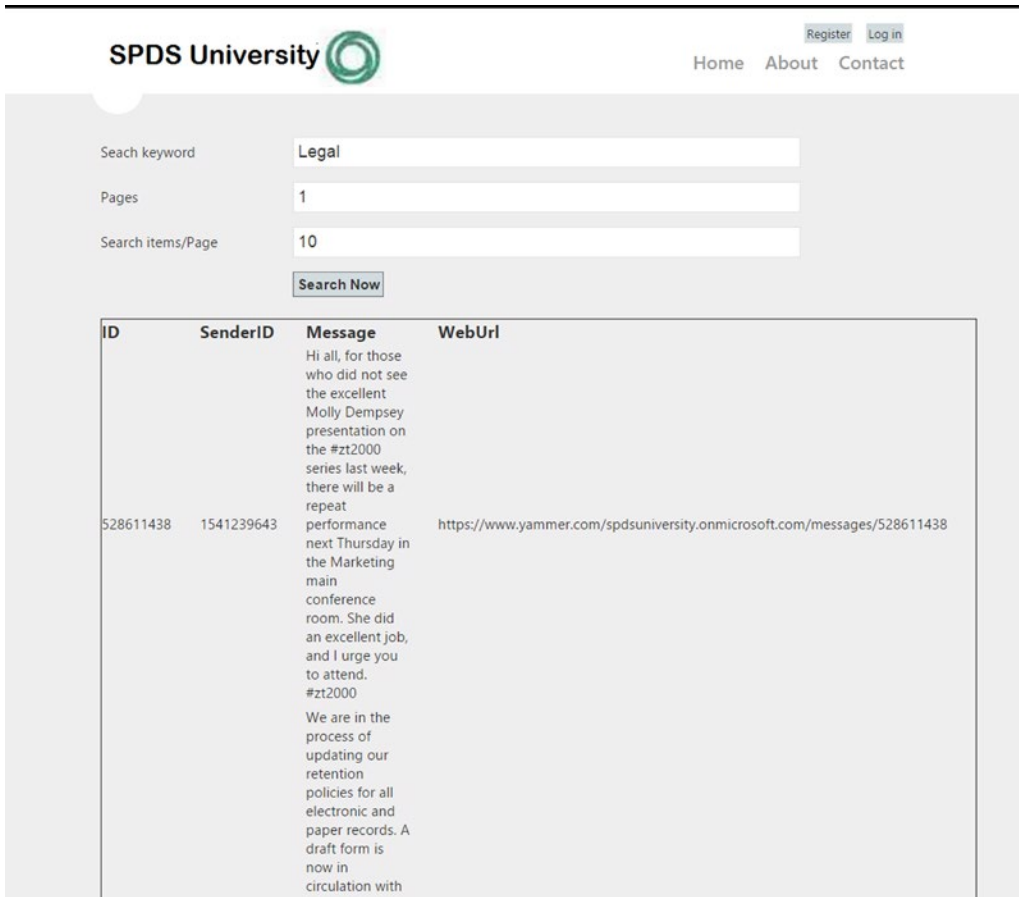 SPDS University
Register Log in
Home About Contact
Seach keyword Legal
Pages 1
Search items/Page 10
Search Now
ID SenderID Message WebUrl
Hi all, for those
who did not see
the excellent
Molly Dempsey
presentation on
the #zt2000
series last week,
there will be a
repeat
528611438 1541239643 performance https://www.yammer.com/spdsuniversity.onmicrosoft.com/messages/528611438
next Thursday in
the Marketing
main
conference
room. She did
an excellent job,
and I urge you
to attend.
#zt2000
We are in the
process of
updating our
retention
policies for all
electronic and
paper records. A
draft form is
now in
circulation with